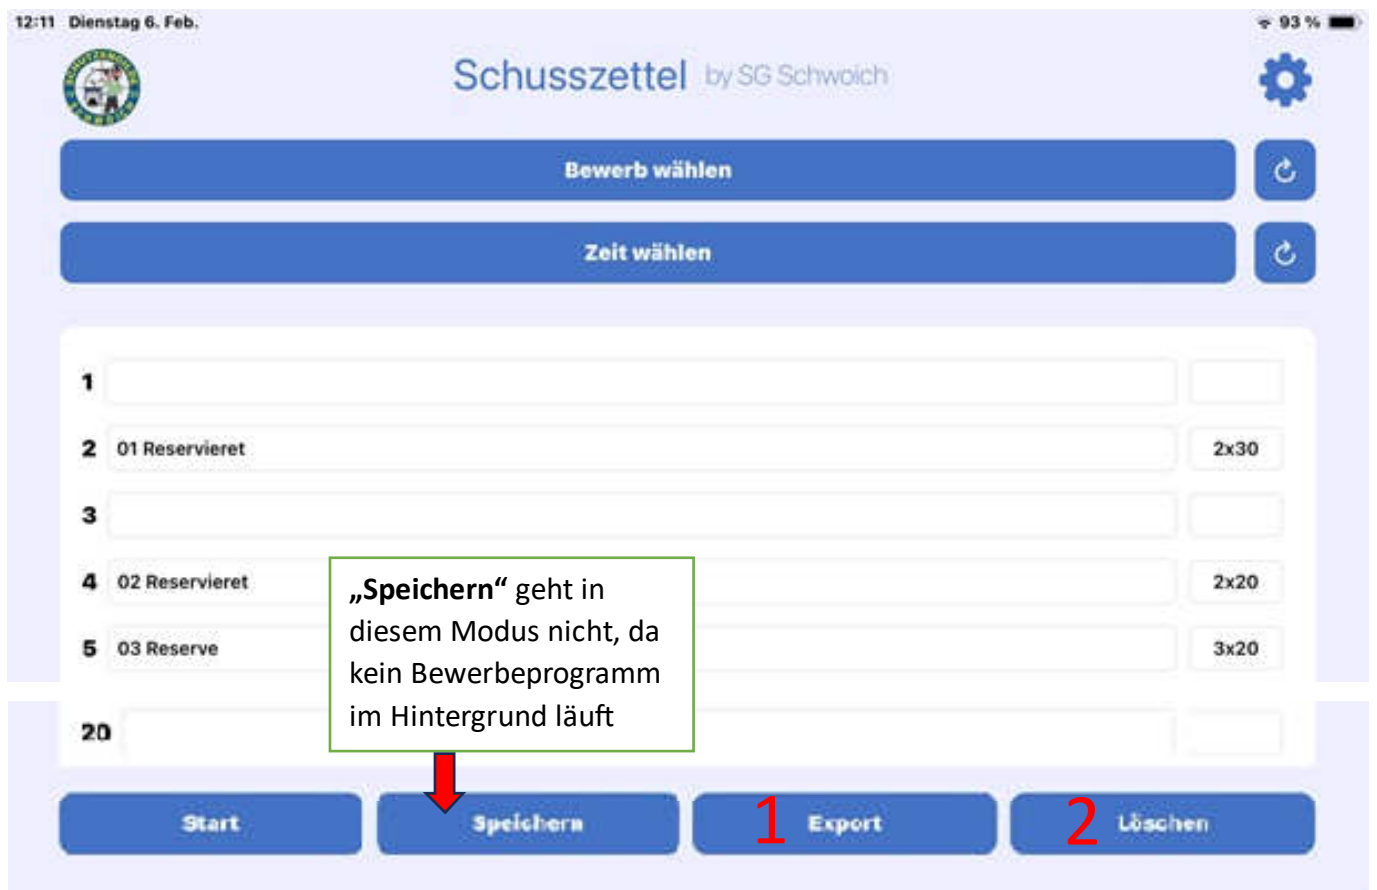 12:11 Dienstag 6. Feb.
93 %
Schusszettel by SG Schwoich
Bewerb wählen
Zeit wählen
1
2 01 Reservieret 2x30
3
4 02 Reservieret 2x20
5 03 Reserve 3x20
20
„Speichern“ geht in
diesem Modus nicht, da
kein Bewerbeprogramm
im Hintergrund läuft
Start Speichern 1 Export 2 Löschen